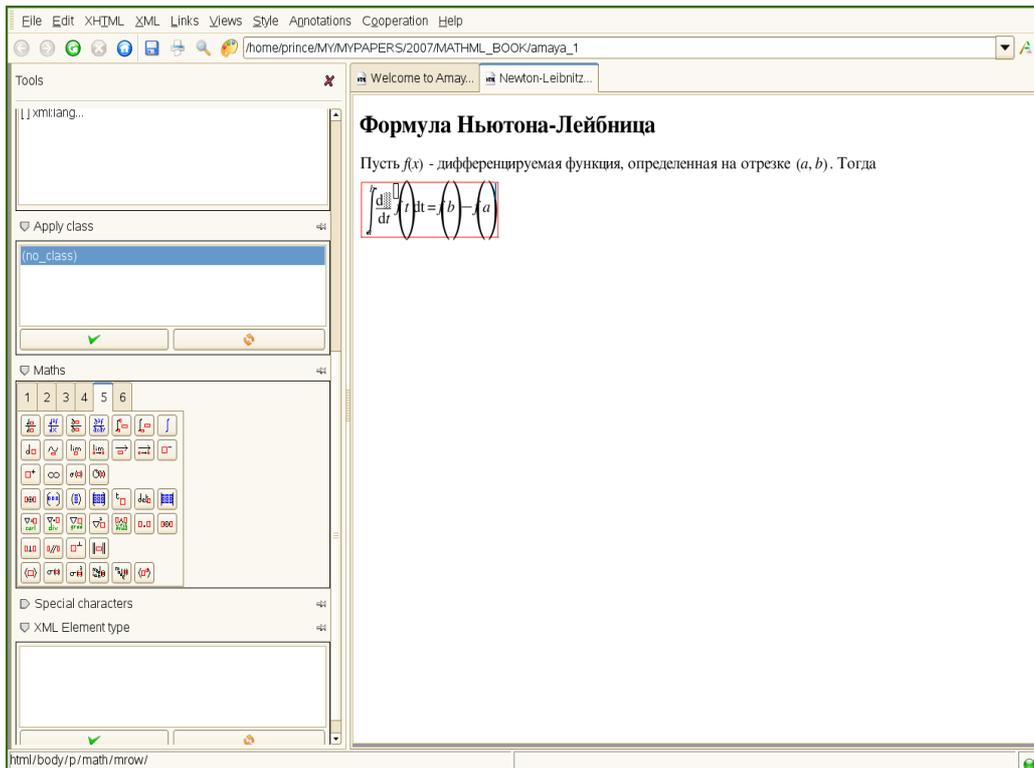 File Edit XHTML XML Links Views Style Annotations Cooperation Help
/home/prince/MY/MYPAPERS/2007/MATHML_BOOK/amaya_1
Tools
Welcome to Amay...
Newton-Leibnitz...
[ ] xml:lang...
Apply class
(no_class)
Maths
1 2 3 4 5 6
Special characters
XML Element type
Формула Ньютона-Лейбница
Пусть f(x) - дифференцируемая функция, определенная на отрезке (a, b). Тогда
∫ d/dt f(t)dt=f(b)−f(a)
html/body/p/math/mrow/